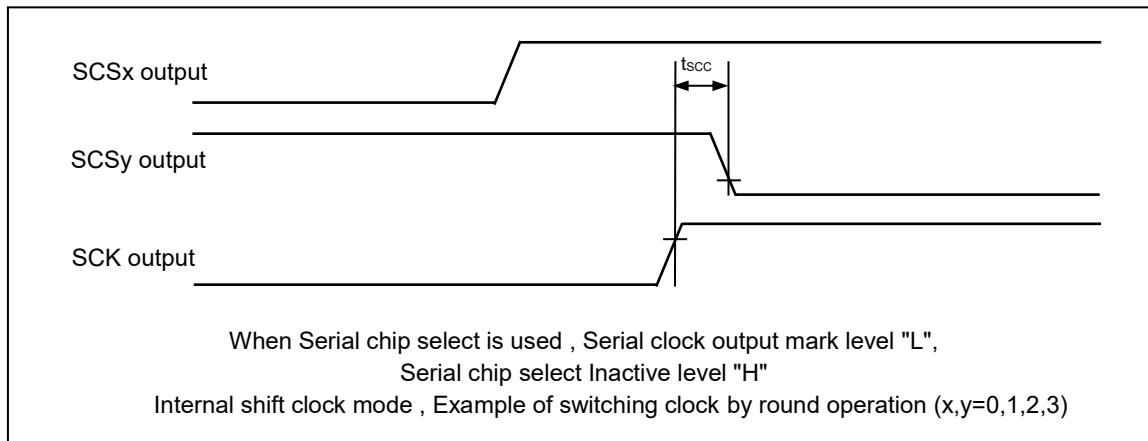 SCSx output
tscc
SCSy output
SCK output
When Serial chip select is used , Serial clock output mark level "L",
Serial chip select Inactive level "H"
Internal shift clock mode , Example of switching clock by round operation (x,y=0,1,2,3)